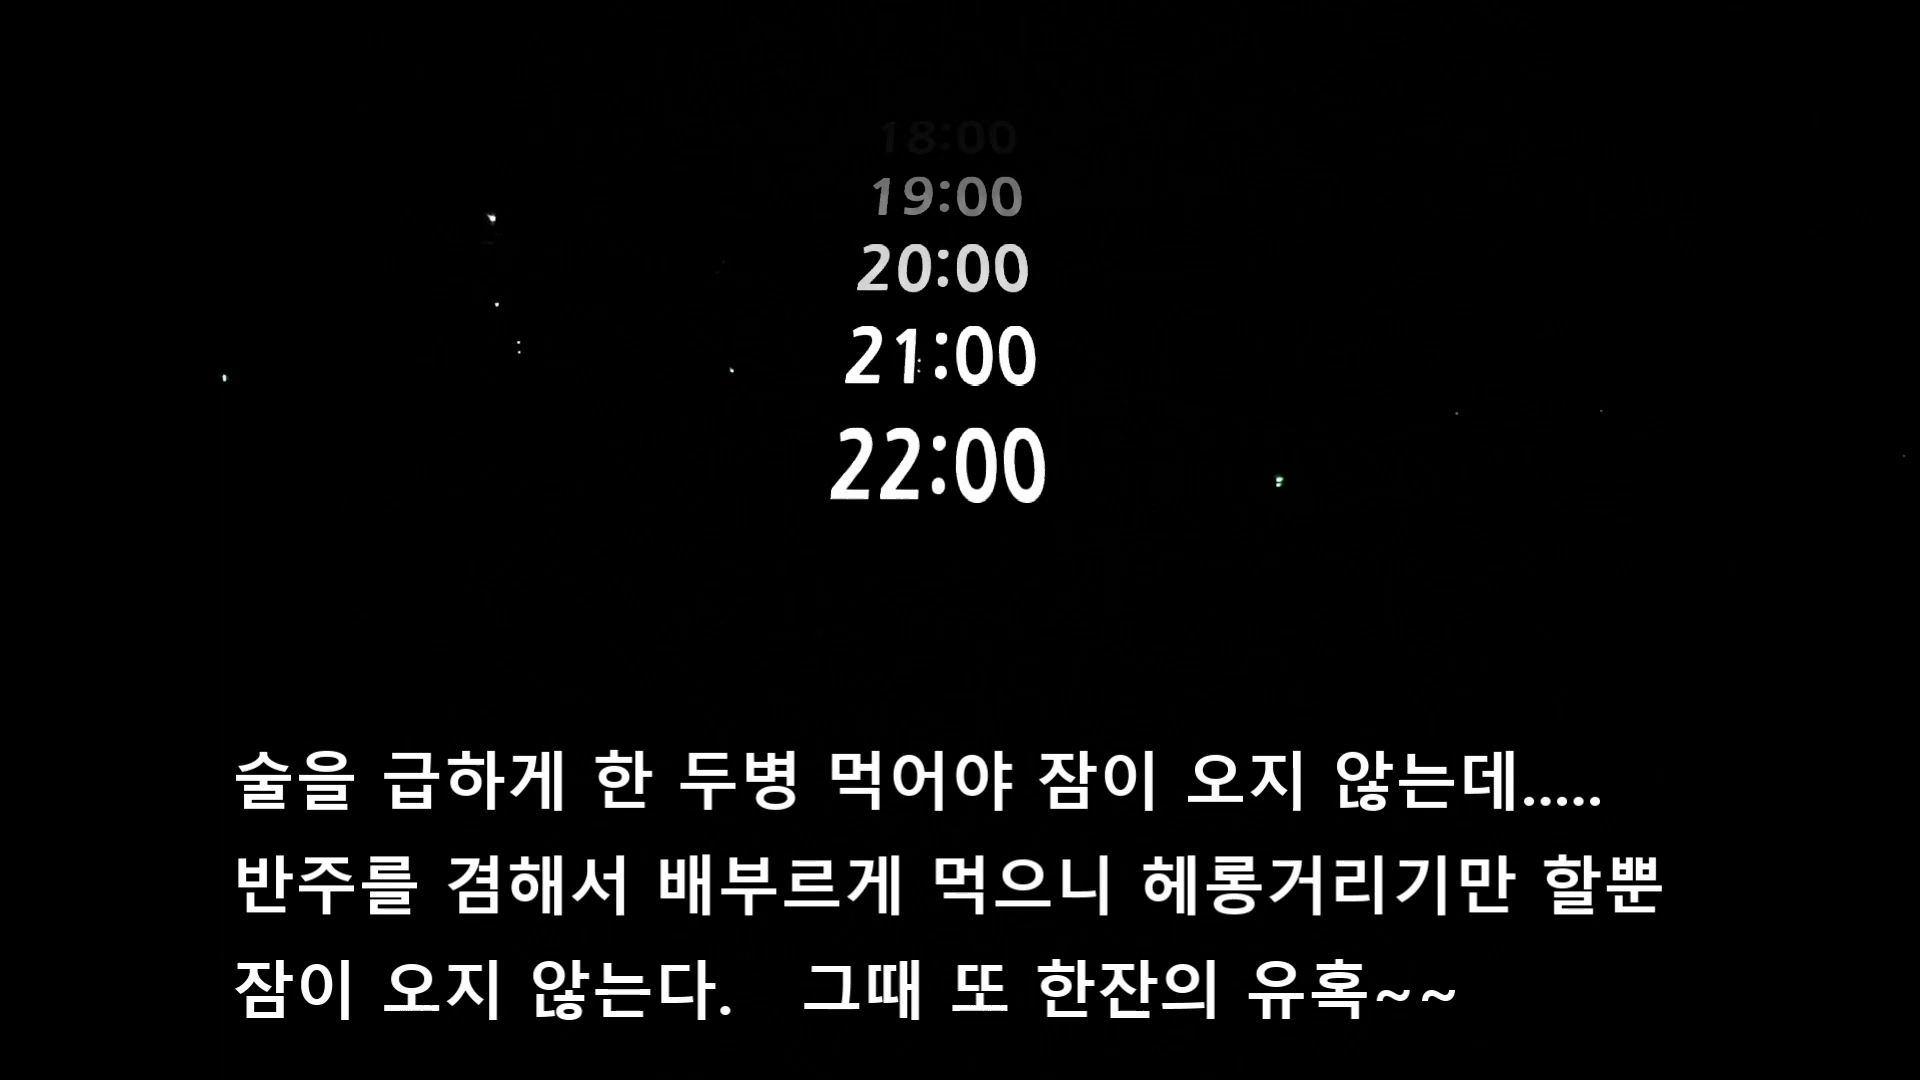 18:00
19:00
20:00
21:00
22:00
술을 급하게 한 두병 먹어야 잠이 오지 않는데.....
반주를 겸해서 배부르게 먹으니 헤롱거리기만 할뿐
잠이 오지 않는다. 그때 또 한잔의 유혹~~